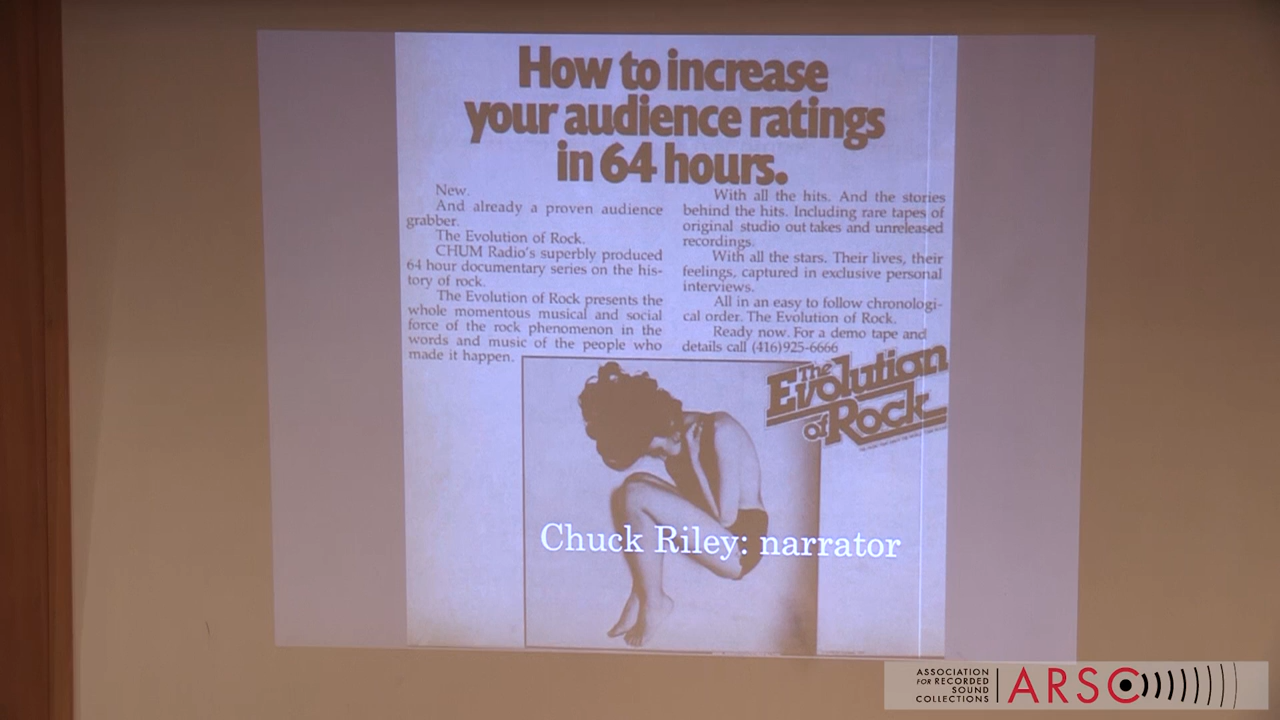 How to increase
your audience ratings
in 64 hours.
New.
And already a proven audience
grabber.
The Evolution of Rock.
CHUM Radio's superbly produced
64 hour documentary series on the his-
tory of rock.
The Evolution of Rock presents the
whole momentous musical and social
force of the rock phenomenon in the
words and music of the people who
made it happen.
With all the hits. And the stories
behind the hits. Including rare tapes of
original studio out takes and unreleased
recordings.
With all the stars. Their lives, their
feelings, captured in exclusive personal
interviews.
All in an easy to follow chronologi-
cal order. The Evolution of Rock.
Ready now. For a demo tape and
details call (416)925-6666
The
Evolution
of Rock
Chuck Riley: narrator
ASSOCIATION
FOR RECORDED
SOUND
COLLECTIONS
ARSC